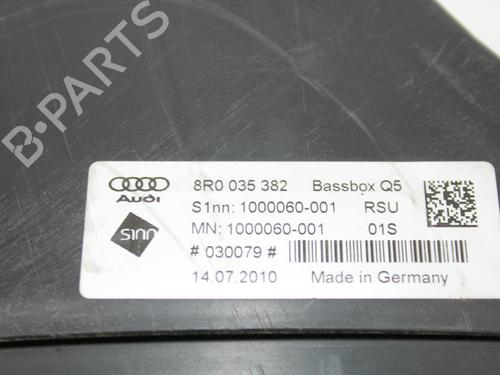 B-PARTS
Audi
8R0 035 382 Bassbox Q5
S1nn: 1000060-001 RSU
S1nn
MN: 1000060-001 01S
# 030079 #
14.07.2010 Made in Germany